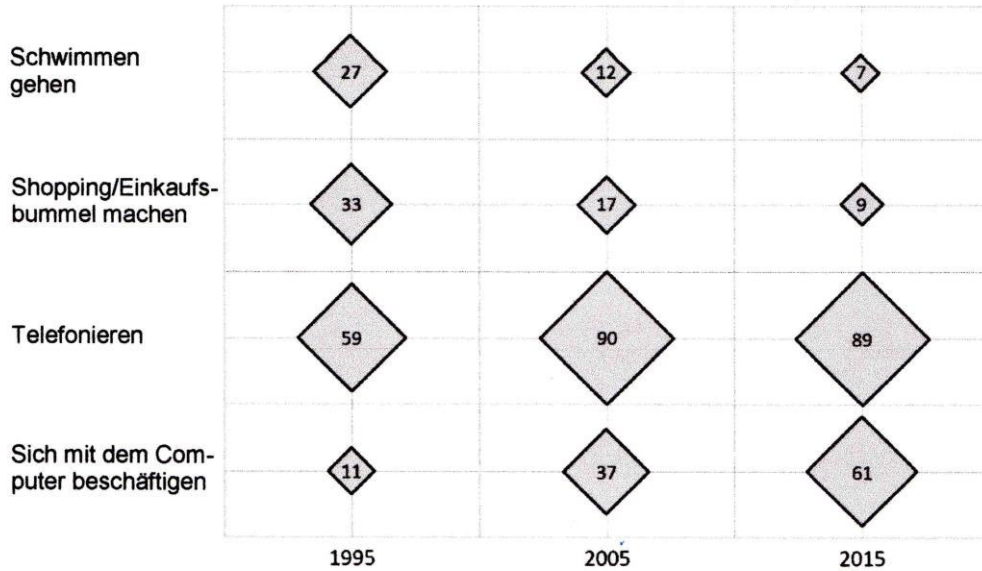 Schwimmen
gehen
27 12 7
Shopping/Einkaufs-
bummel machen
33 17 9
Telefonieren
59 90 89
Sich mit dem Com-
puter beschäftigen
11 37 61
1995 2005 2015